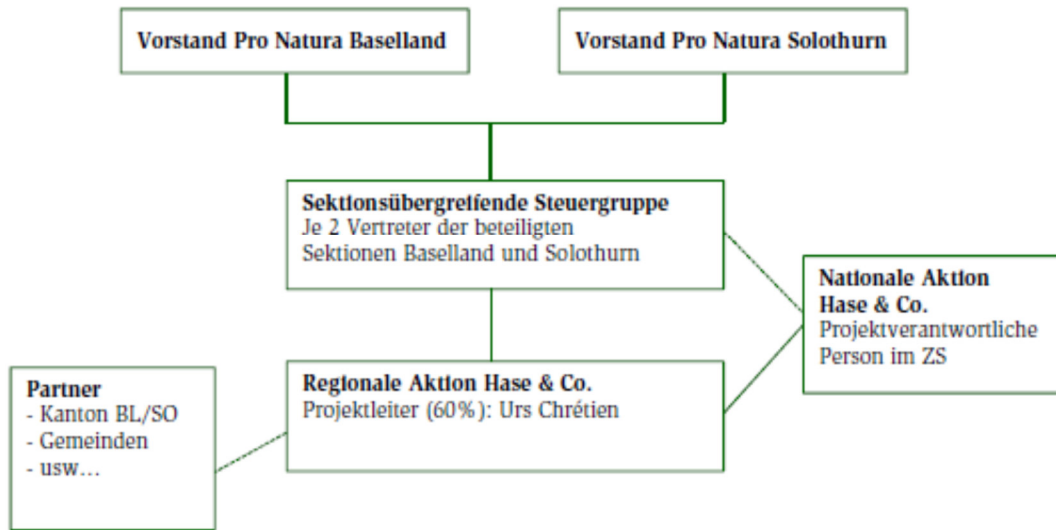 Vorstand Pro Natura Baselland
Vorstand Pro Natura Solothurn
Sektionsübergreifende Steuergruppe
Je 2 Vertreter der beteiligten
Sektionen Baselland und Solothurn
Nationale Aktion
Hase & Co.
Projektverantwortliche
Person im ZS
Regionale Aktion Hase & Co.
Projektleiter (60%): Urs Chrétien
Partner
- Kanton BL/SO
- Gemeinden
- usw...